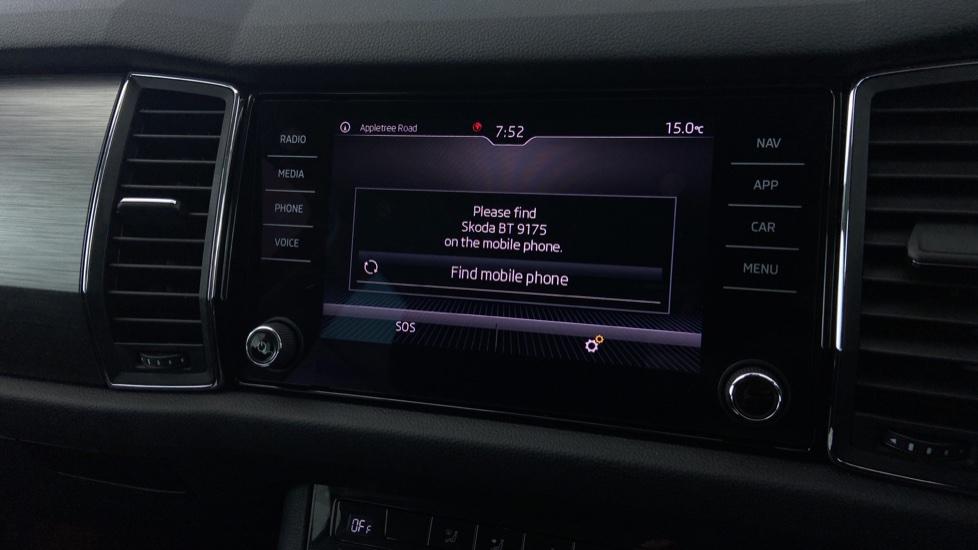 Appletree Road
7:52
15.0℃
RADIO
MEDIA
PHONE
VOICE
Please find
Skoda BT 9175
on the mobile phone.
Find mobile phone
SOS
NAV
APP
CAR
MENU
OFF